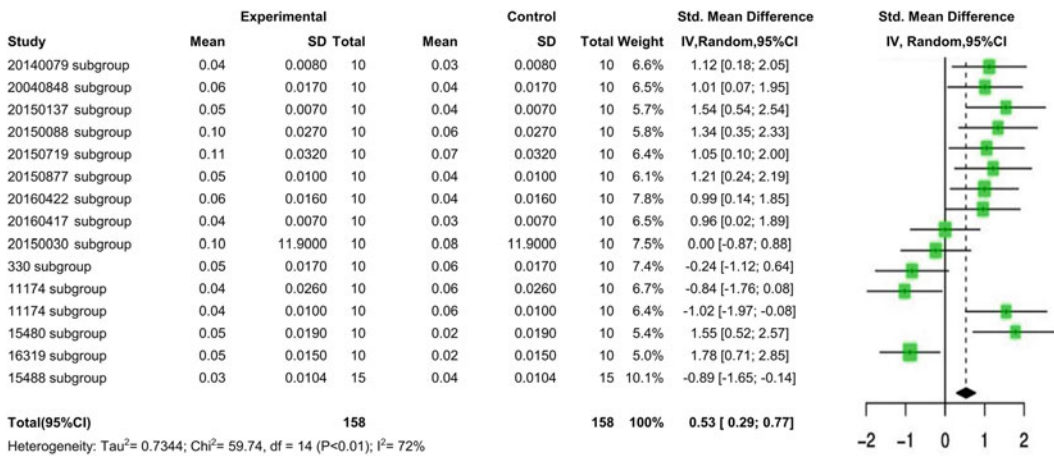 Experimental Control Std. Mean Difference Std. Mean Difference
Study Mean SD Total Mean SD Total Weight IV,Random,95%CI IV, Random,95%CI
20140079 subgroup 0.04 0.0080 10 0.03 0.0080 10 6.6% 1.12 [0.18; 2.05]
20040848 subgroup 0.06 0.0170 10 0.04 0.0170 10 6.5% 1.01 [0.07; 1.95]
20150137 subgroup 0.05 0.0070 10 0.04 0.0070 10 5.7% 1.54 [0.54; 2.54]
20150088 subgroup 0.10 0.0270 10 0.06 0.0270 10 5.8% 1.34 [0.35; 2.33]
20150719 subgroup 0.11 0.0320 10 0.07 0.0320 10 6.4% 1.05 [0.10; 2.00]
20150877 subgroup 0.05 0.0100 10 0.04 0.0100 10 6.1% 1.21 [0.24; 2.19]
20160422 subgroup 0.06 0.0160 10 0.04 0.0160 10 7.8% 0.99 [0.14; 1.85]
20160417 subgroup 0.04 0.0070 10 0.03 0.0070 10 6.5% 0.96 [0.02; 1.89]
20150030 subgroup 0.10 11.9000 10 0.08 11.9000 10 7.5% 0.00 [-0.87; 0.88]
330 subgroup 0.05 0.0170 10 0.06 0.0170 10 7.4% -0.24 [-1.12; 0.64]
11174 subgroup 0.04 0.0260 10 0.06 0.0260 10 6.7% -0.84 [-1.76; 0.08]
11174 subgroup 0.04 0.0100 10 0.06 0.0100 10 6.4% -1.02 [-1.97; -0.08]
15480 subgroup 0.05 0.0190 10 0.02 0.0190 10 5.4% 1.55 [0.52; 2.57]
16319 subgroup 0.05 0.0150 10 0.02 0.0150 10 5.0% 1.78 [0.71; 2.85]
15488 subgroup 0.03 0.0104 15 0.04 0.0104 15 10.1% -0.89 [-1.65; -0.14]
Total(95%CI) 158 158 100% 0.53 [ 0.29; 0.77]
Heterogeneity: Tau²= 0.7344; Chi²= 59.74, df = 14 (P<0.01); I²= 72%
-2 -1 0 1 2